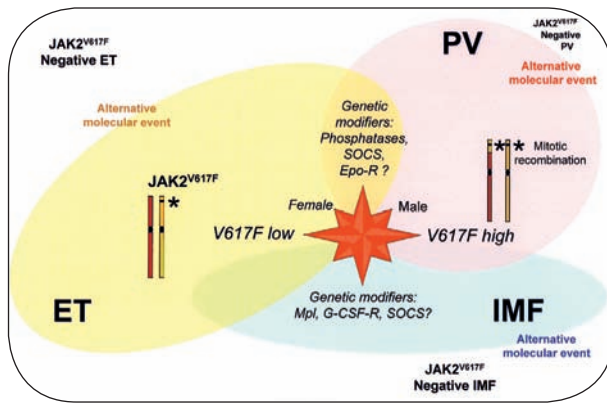 JAK2V617F
Negative ET
PV
JAK2V617F
Negative
PV
Alternative
molecular event
Alternative
molecular event
Genetic
modifiers:
Phosphatases,
SOCS,
Epo-R ?
JAK2V617F
*
* *
Mitotic
recombination
Female
Male
V617F low
V617F high
ET
Genetic modifiers:
Mpl, G-CSF-R, SOCS?
IMF
Alternative
molecular event
JAK2V617F
Negative IMF